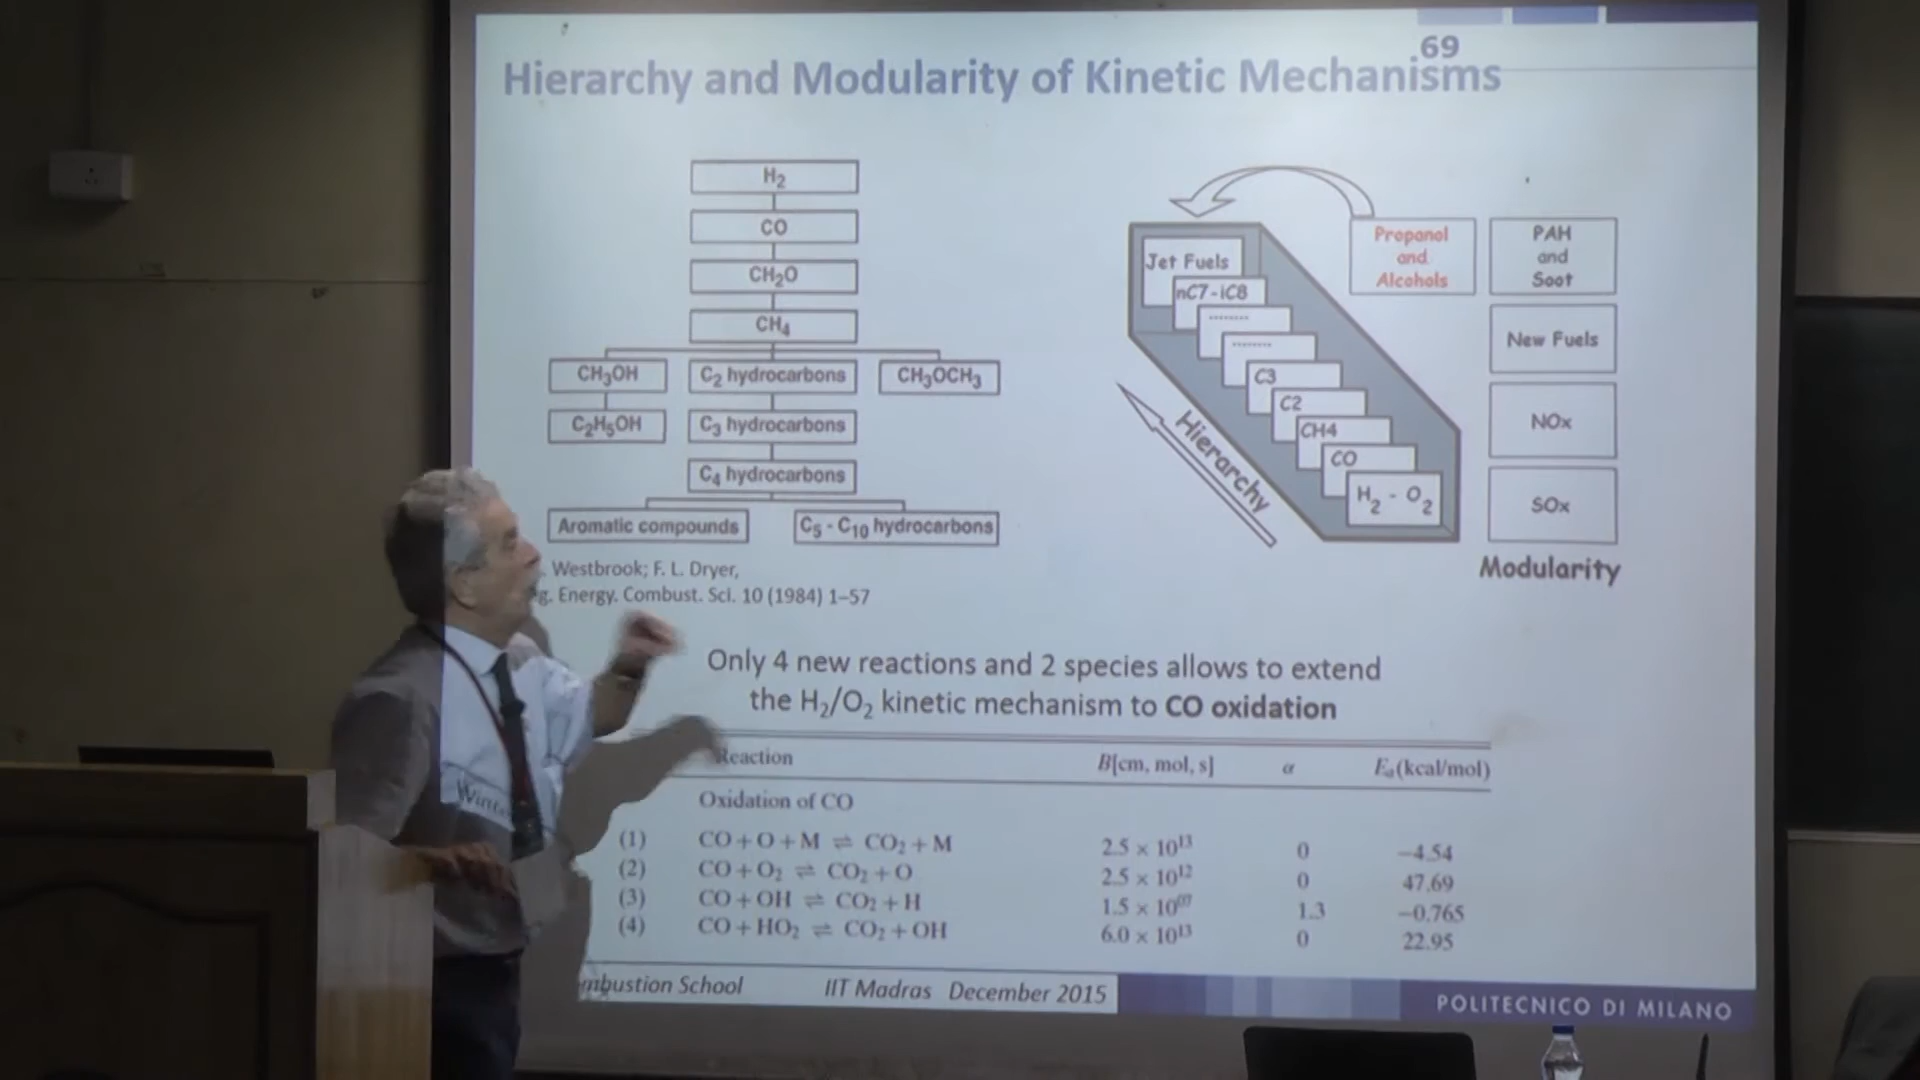 69
Hierarchy and Modularity of Kinetic Mechanisms
H₂
CO
CH₂O
CH₄
CH₃OH
C₂ hydrocarbons
CH₃OCH₃
C₂H₅OH
C₃ hydrocarbons
C₄ hydrocarbons
Aromatic compounds
C₅ - C₁₀ hydrocarbons
Westbrook; F. L. Dryer,
g. Energy. Combust. Sci. 10 (1984) 1–57
Jet Fuels
nC7-iC8
........
........
C3
C2
CH4
CO
H₂ - O₂
Hierarchy
Propanol
and
Alcohols
PAH
and
Soot
New Fuels
NOx
SOx
Modularity
Only 4 new reactions and 2 species allows to extend
the H₂/O₂ kinetic mechanism to CO oxidation
Reaction B[cm, mol, s] α Eₐ(kcal/mol)
Oxidation of CO
(1) CO + O + M ⇌ CO₂ + M 2.5 × 10¹³ 0 −4.54
(2) CO + O₂ ⇌ CO₂ + O 2.5 × 10¹² 0 47.69
(3) CO + OH ⇌ CO₂ + H 1.5 × 10⁰⁷ 1.3 −0.765
(4) CO + HO₂ ⇌ CO₂ + OH 6.0 × 10¹³ 0 22.95
Wint
mbustion School IIT Madras December 2015
POLITECNICO DI MILANO